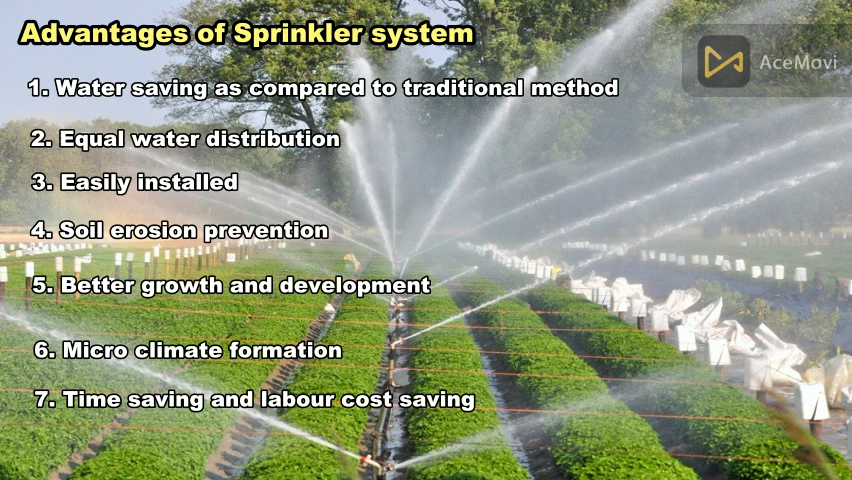 Advantages of Sprinkler system
AceMovi
1. Water saving as compared to traditional method
2. Equal water distribution
3. Easily installed
4. Soil erosion prevention
5. Better growth and development
6. Micro climate formation
7. Time saving and labour cost saving